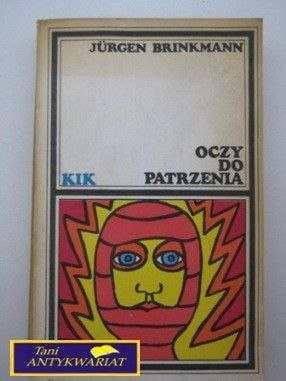 JÜRGEN BRINKMANN
OCZY
DO
KIK PATRZENIA
Tani
ANTYKWARIAT